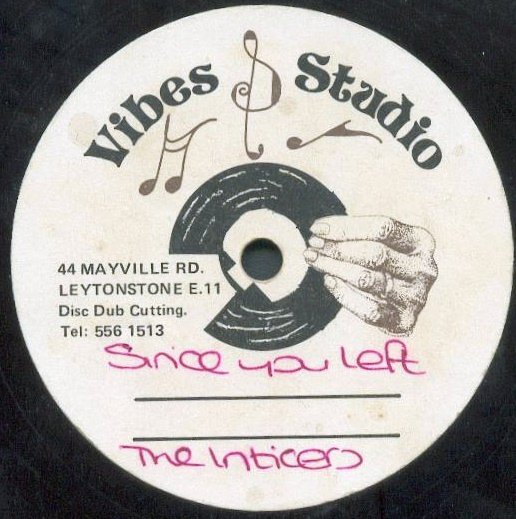 Vibes Studio
44 MAYVILLE RD.
LEYTONSTONE E.11
Disc Dub Cutting.
Tel: 556 1513
Since you Left
The Inticers